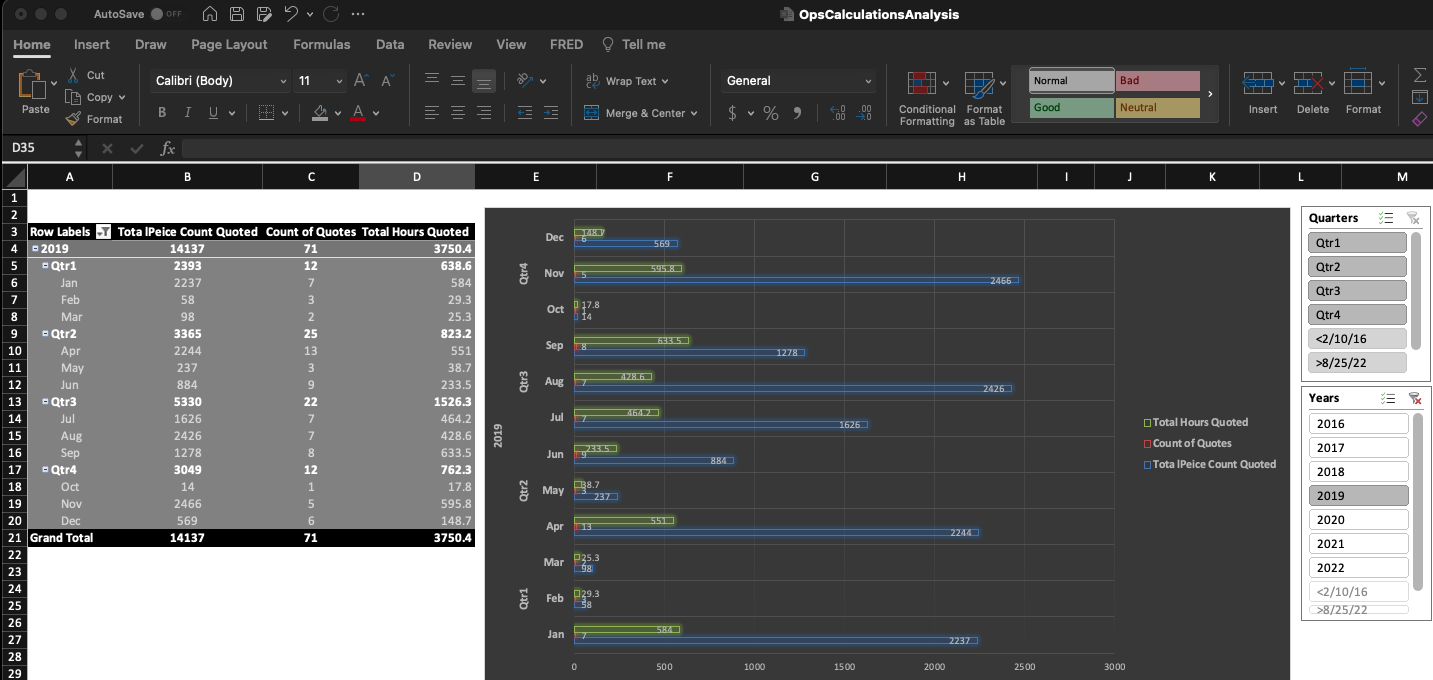 AutoSave OFF
OpsCalculationsAnalysis
Home Insert Draw Page Layout Formulas Data Review View FRED Tell me
Paste
Cut
Copy
Format
Calibri (Body) 11
B I U
Wrap Text
Merge & Center
General
$ %
Conditional Formatting
Format as Table
Normal Bad
Good Neutral
Insert Delete Format
D35 fx
A B C D E F G H I J K L M
1
2
3 Row Labels Tota lPeice Count Quoted Count of Quotes Total Hours Quoted
4 2019 14137 71 3750.4
5 Qtr1 2393 12 638.6
6 Jan 2237 7 584
7 Feb 58 3 29.3
8 Mar 98 2 25.3
9 Qtr2 3365 25 823.2
10 Apr 2244 13 551
11 May 237 3 38.7
12 Jun 884 9 233.5
13 Qtr3 5330 22 1526.3
14 Jul 1626 7 464.2
15 Aug 2426 7 428.6
16 Sep 1278 8 633.5
17 Qtr4 3049 12 762.3
18 Oct 14 1 17.8
19 Nov 2466 5 595.8
20 Dec 569 6 148.7
21 Grand Total 14137 71 3750.4
22
23
24
25
26
27
28
29
2019
Qtr4
Dec 148.7 6 569
Nov 595.8 5 2466
Oct 17.8 1 14
Qtr3
Sep 633.5 8 1278
Aug 428.6 7 2426
Jul 464.2 7 1626
Qtr2
Jun 233.5 9 884
May 38.7 3 237
Apr 551 13 2244
Qtr1
Mar 25.3 2 98
Feb 29.3 3 58
Jan 584 7 2237
0 500 1000 1500 2000 2500 3000
Total Hours Quoted
Count of Quotes
Tota lPeice Count Quoted
Quarters
Qtr1
Qtr2
Qtr3
Qtr4
<2/10/16
>8/25/22
Years
2016
2017
2018
2019
2020
2021
2022
<2/10/16
>8/25/22